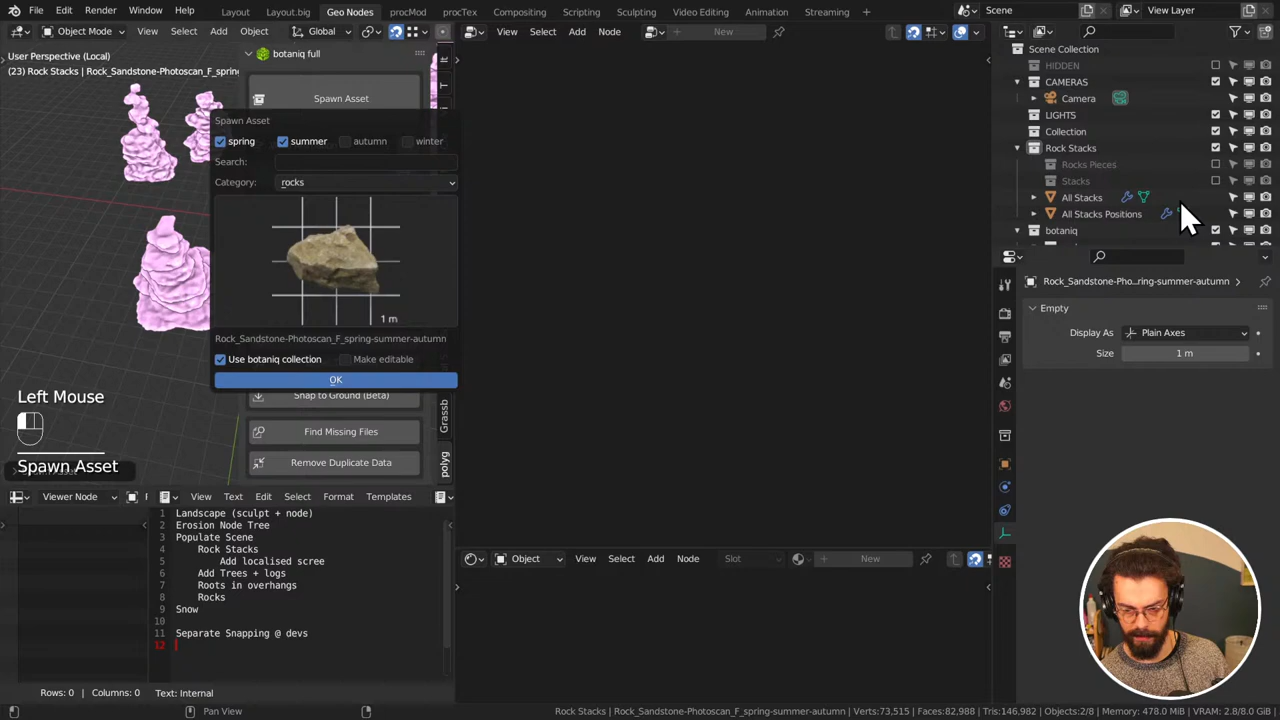 File Edit Render Window Help
Layout Layout.big Geo Nodes procMod procTex Compositing Scripting Sculpting Video Editing Animation Streaming +
Scene
View Layer
Object Mode View Select Add Object Global
View Select Add Node New
User Perspective (Local)
(23) Rock Stacks | Rock_Sandstone-Photoscan_F_spring
botaniq full
Spawn Asset
Spawn Asset
spring summer autumn winter
Search:
Category: rocks
1 m
Rock_Sandstone-Photoscan_F_spring-summer-autumn
Use botaniq collection Make editable
OK
Snap to Ground (Beta)
Find Missing Files
Remove Duplicate Data
Grassb
polyg
Left Mouse
Spawn Asset
Scene Collection
HIDDEN
CAMERAS
Camera
LIGHTS
Collection
Rock Stacks
Rocks Pieces
Stacks
All Stacks
All Stacks Positions
botaniq
Rock_Sandstone-Pho...ring-summer-autumn
Empty
Display As Plain Axes
Size 1 m
Viewer Node
View Text Edit Select Format Templates
1 Landscape (sculpt + node)
2 Erosion Node Tree
3 Populate Scene
4 Rock Stacks
5 Add localised scree
6 Add Trees + logs
7 Roots in overhangs
8 Rocks
9 Snow
10
11 Separate Snapping @ devs
12
Object View Select Add Node Slot New
Rows: 0 | Columns: 0
Text: Internal
Pan View
Rock Stacks | Rock_Sandstone-Photoscan_F_spring-summer-autumn | Verts:73,515 | Faces:82,988 | Tris:146,982 | Objects:2/8 | Memory: 478.0 MiB | VRAM: 2.8/8.0 GiB